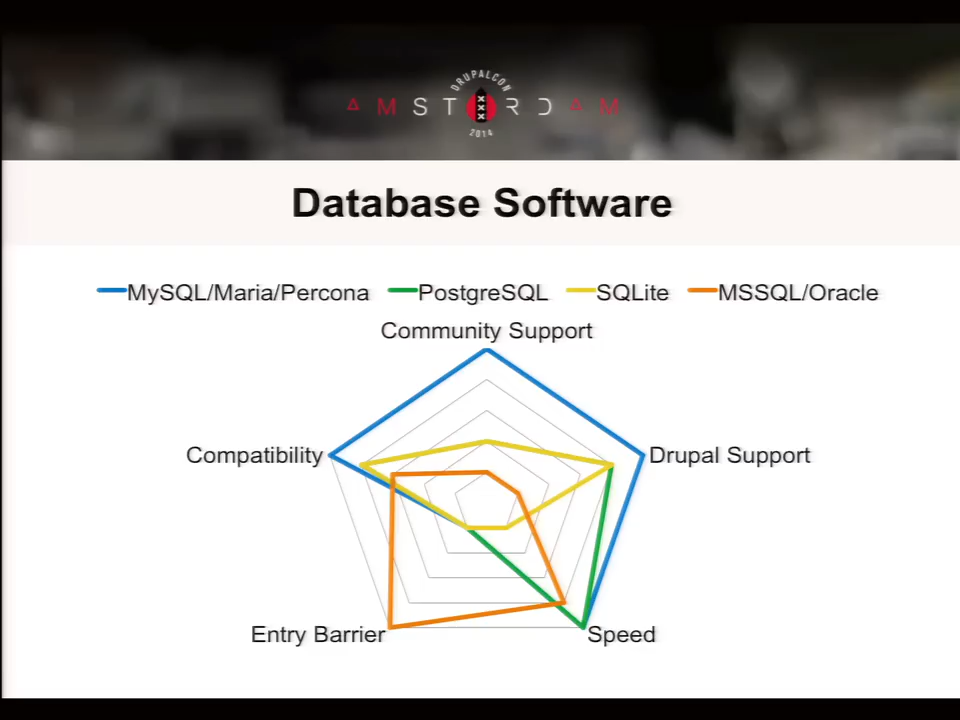 DRUPALCON
AMSTERDAM
2014
Database Software
MySQL/Maria/Percona PostgreSQL SQLite MSSQL/Oracle
Community Support
Compatibility Drupal Support
Entry Barrier Speed